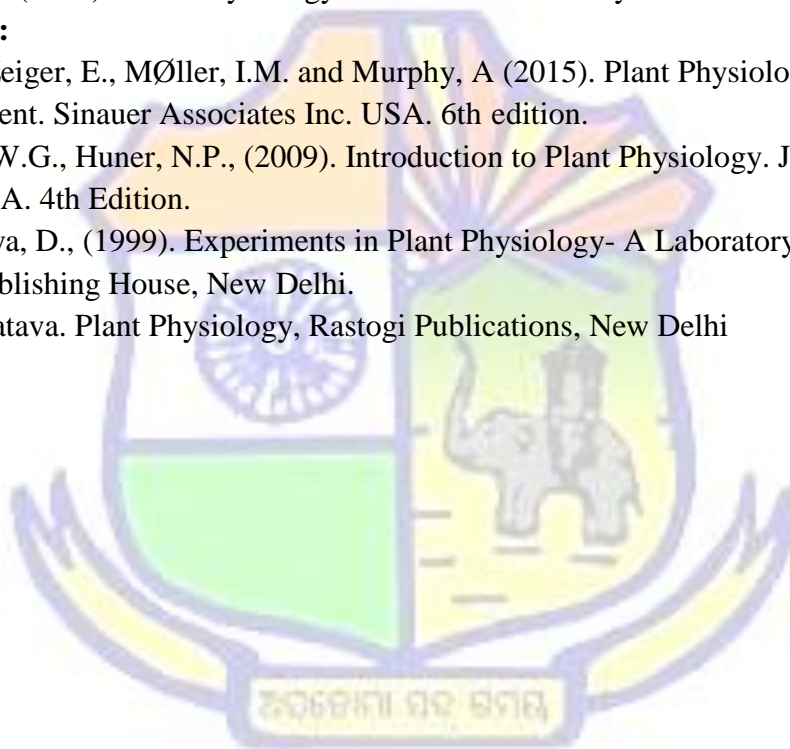 :
eiger, E., MØller, I.M. and Murphy, A (2015). Plant Physiolo
ent. Sinauer Associates Inc. USA. 6th edition.
W.G., Huner, N.P., (2009). Introduction to Plant Physiology. J
A. 4th Edition.
va, D., (1999). Experiments in Plant Physiology- A Laboratory
blishing House, New Delhi.
atava. Plant Physiology, Rastogi Publications, New Delhi